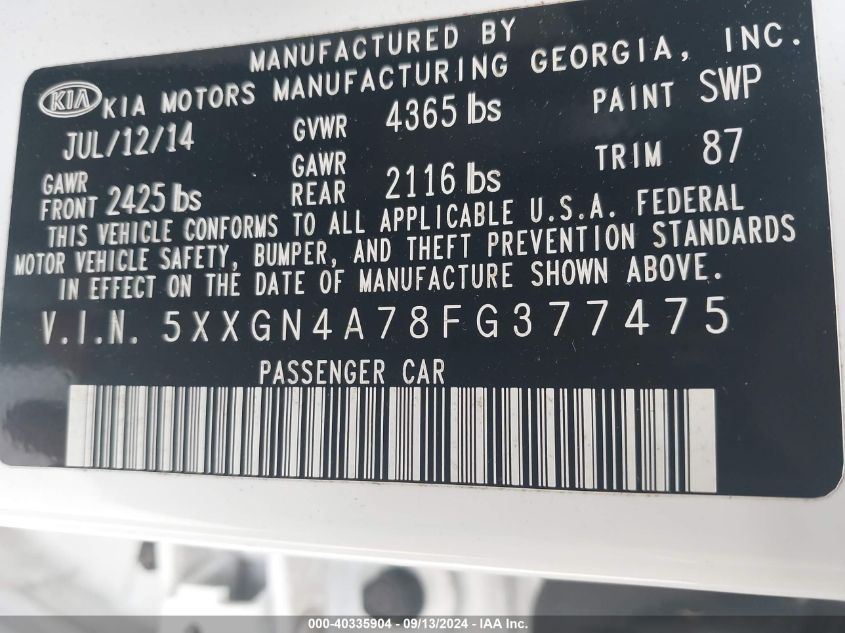 MANUFACTURED BY
KIA KIA MOTORS MANUFACTURING GEORGIA, INC.
JUL/12/14 GVWR 4365 lbs PAINT SWP
GAWR FRONT 2425 lbs GAWR REAR 2116 lbs TRIM 87
THIS VEHICLE CONFORMS TO ALL APPLICABLE U.S.A. FEDERAL
MOTOR VEHICLE SAFETY, BUMPER, AND THEFT PREVENTION STANDARDS
IN EFFECT ON THE DATE OF MANUFACTURE SHOWN ABOVE.
V.I.N. 5XXGN4A78FG377475
PASSENGER CAR
000-40335904 - 09/13/2024 - IAA Inc.